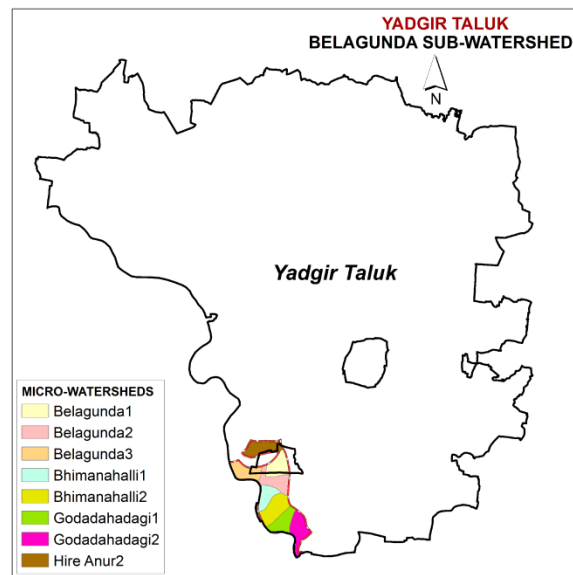 YADGIR TALUK
BELAGUNDA SUB-WATERSHED
N
Yadgir Taluk
MICRO-WATERSHEDS
Belagunda1
Belagunda2
Belagunda3
Bhimanahalli1
Bhimanahalli2
Godadahadagi1
Godadahadagi2
Hire Anur2